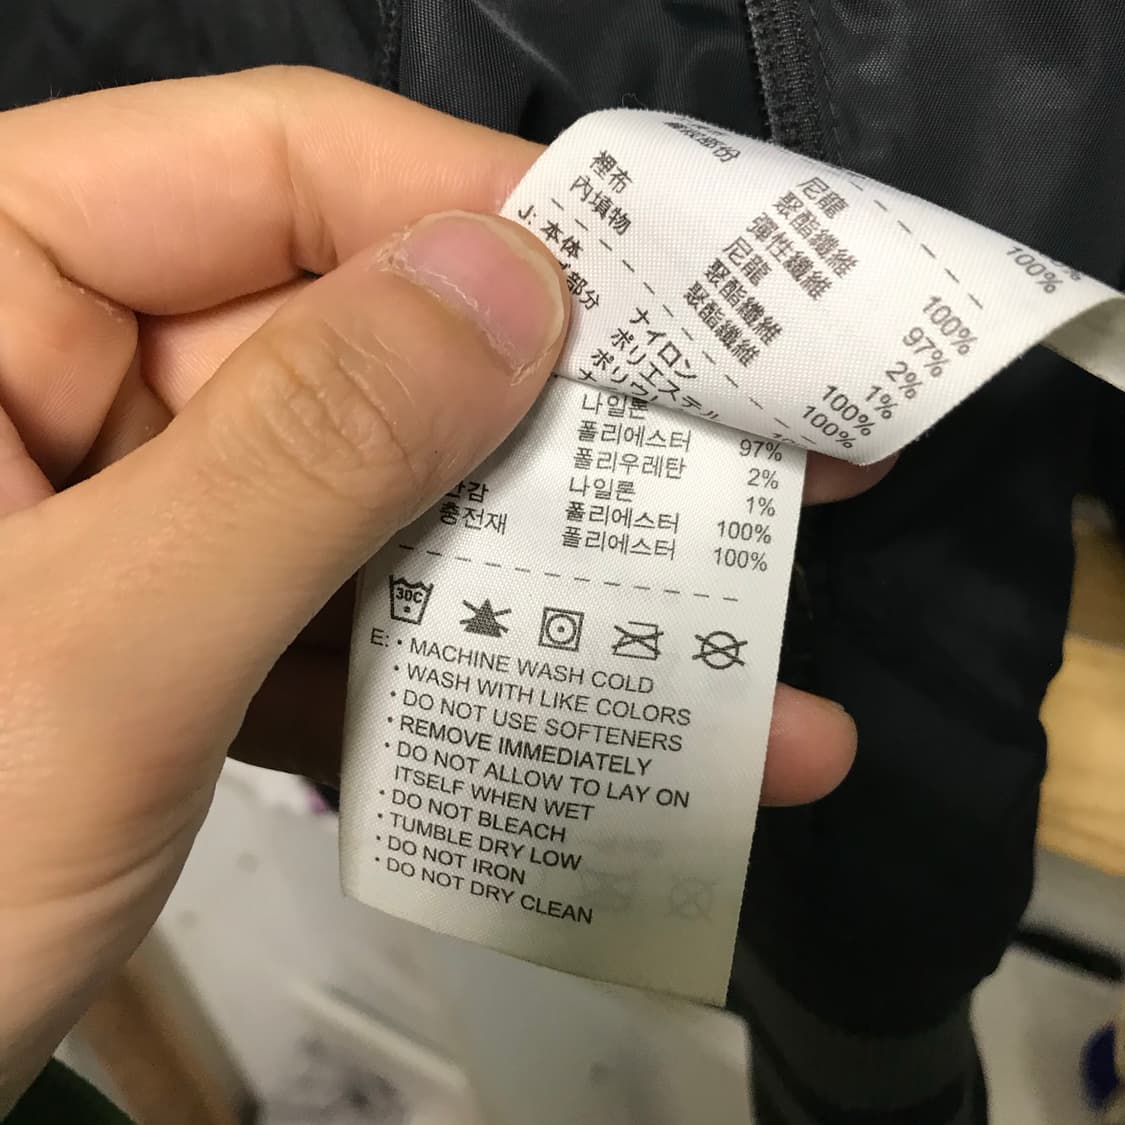 裡布 尼龍 100%
內填物 聚酯纖維 100%
彈性纖維 97%
尼龍 2%
聚酯纖維 1%
聚酯纖維 100%
100%
J: 本体 ナイロン
部分 ポリエステル
ポリウ
나일론
폴리에스터 97%
폴리우레탄 2%
안감 나일론 1%
충전재 폴리에스터 100%
폴리에스터 100%
30C
E: • MACHINE WASH COLD
• WASH WITH LIKE COLORS
• DO NOT USE SOFTENERS
• REMOVE IMMEDIATELY
• DO NOT ALLOW TO LAY ON
ITSELF WHEN WET
• DO NOT BLEACH
• TUMBLE DRY LOW
• DO NOT IRON
• DO NOT DRY CLEAN